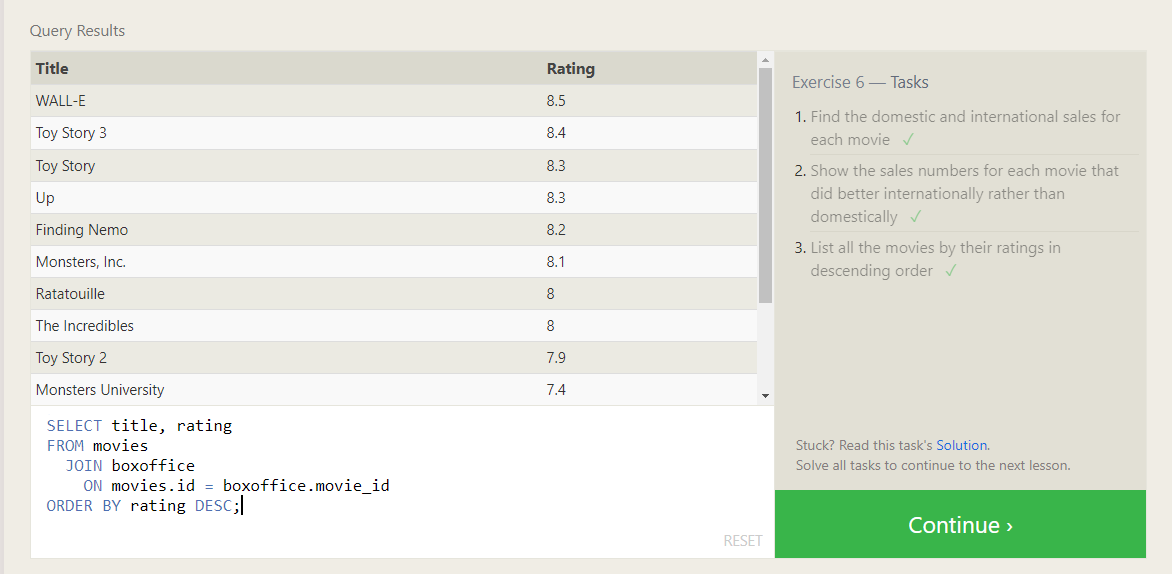 Query Results
Title Rating
WALL-E 8.5
Toy Story 3 8.4
Toy Story 8.3
Up 8.3
Finding Nemo 8.2
Monsters, Inc. 8.1
Ratatouille 8
The Incredibles 8
Toy Story 2 7.9
Monsters University 7.4
SELECT title, rating
FROM movies
JOIN boxoffice
ON movies.id = boxoffice.movie_id
ORDER BY rating DESC;
RESET
Exercise 6 — Tasks
1. Find the domestic and international sales for
each movie ✓
2. Show the sales numbers for each movie that
did better internationally rather than
domestically ✓
3. List all the movies by their ratings in
descending order ✓
Stuck? Read this task's Solution.
Solve all tasks to continue to the next lesson.
Continue ›